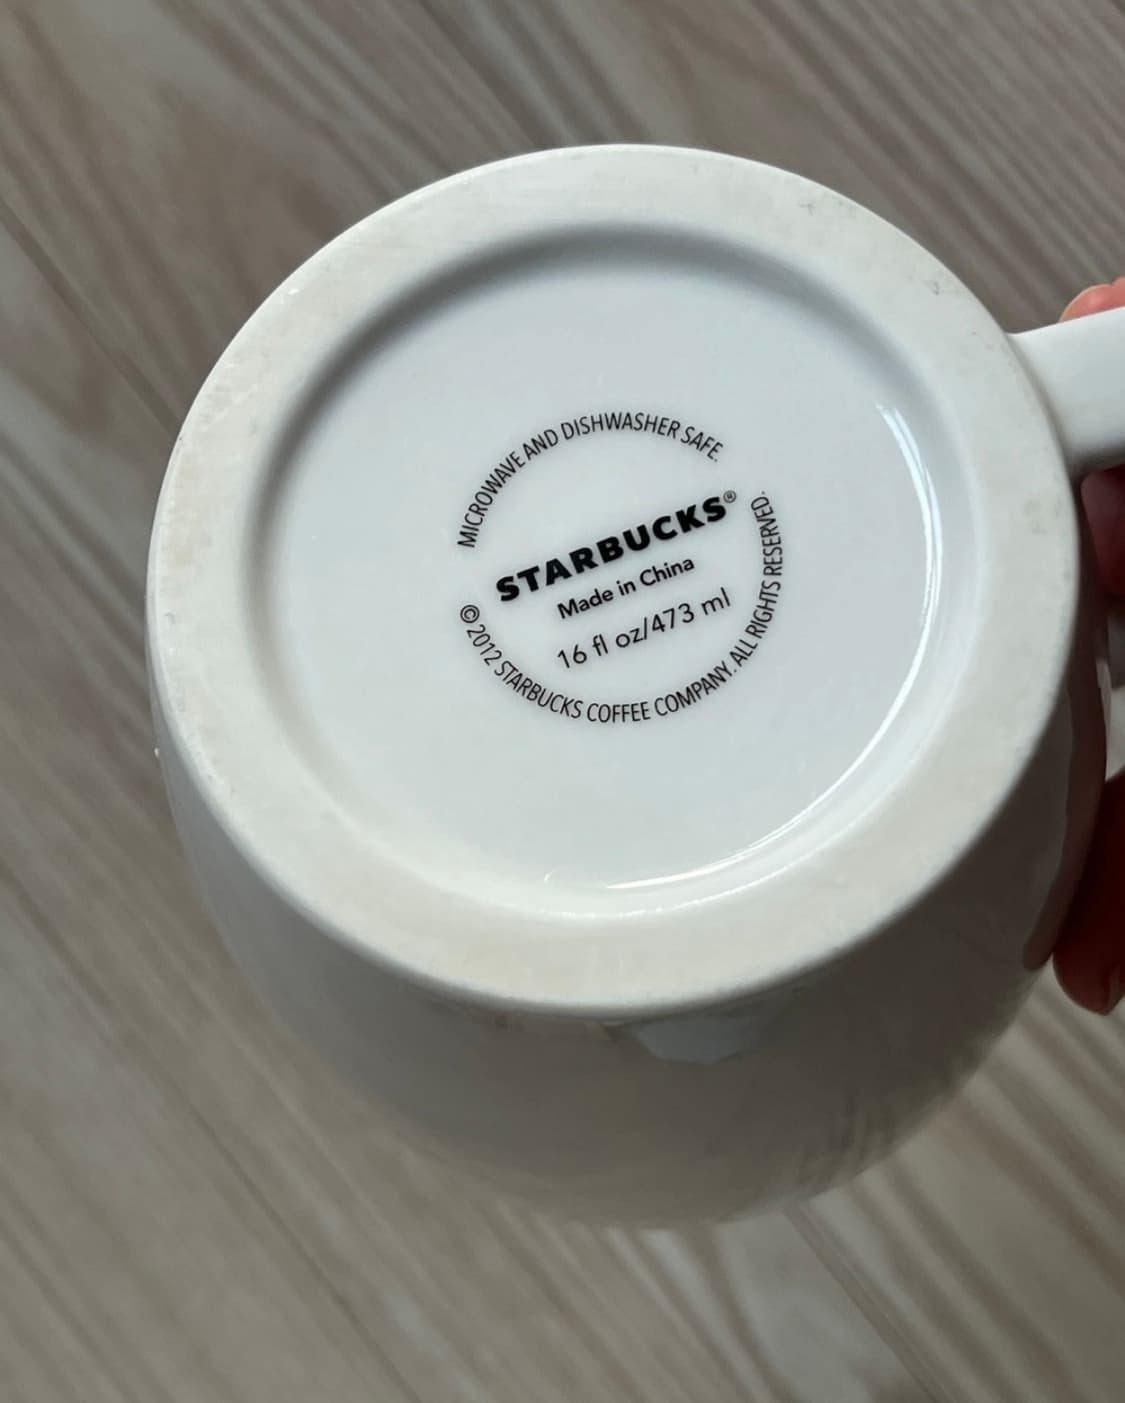 MICROWAVE AND DISHWASHER SAFE.
STARBUCKS®
Made in China
16 fl oz/473 ml
© 2012 STARBUCKS COFFEE COMPANY. ALL RIGHTS RESERVED.